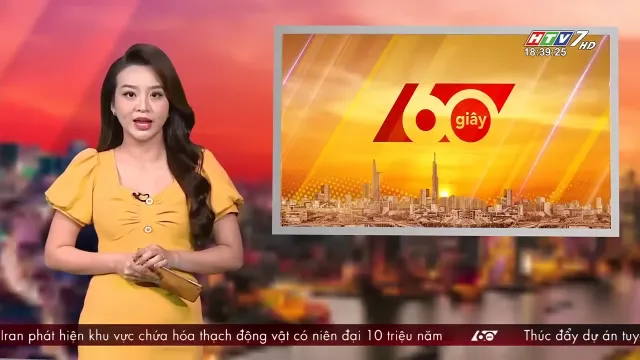 HTV7 HD
18:39:25
60
giây
Iran phát hiện khu vực chứa hóa thạch động vật có niên đại 10 triệu năm 60 Thúc đẩy dự án tuy